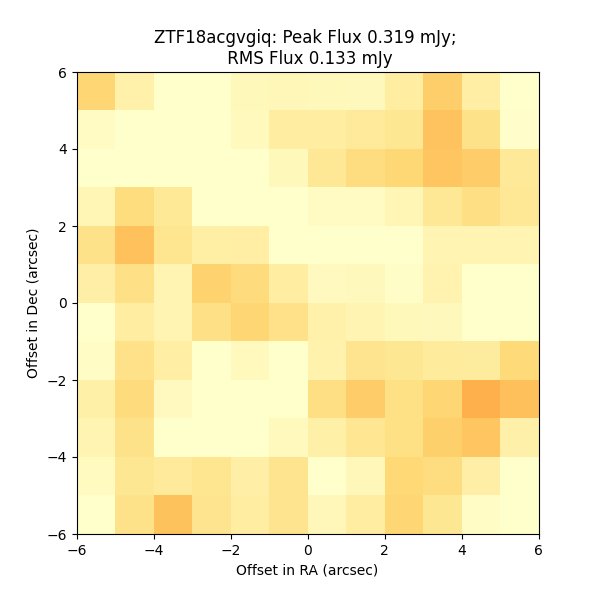 ZTF18acgvgiq: Peak Flux 0.319 mJy;
RMS Flux 0.133 mJy
6
4
2
0
−2
−4
−6
Offset in Dec (arcsec)
−6 −4 −2 0 2 4 6
Offset in RA (arcsec)